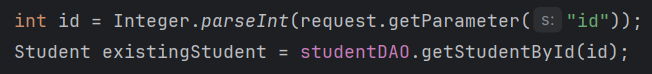 int id = Integer.parseInt(request.getParameter( s: "id"));
Student existingStudent = studentDAO.getStudentById(id);